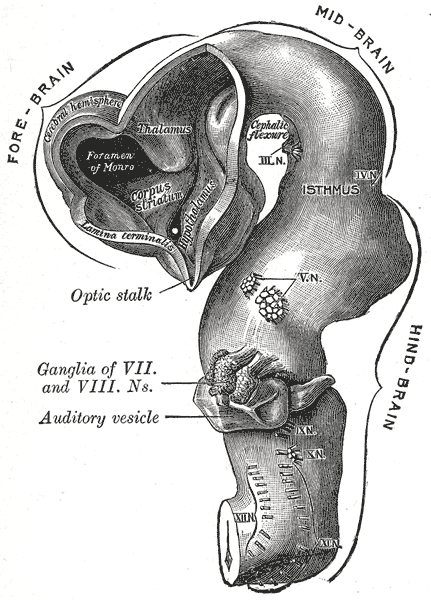 MID-BRAIN
FORE-BRAIN
Cerebral hemisphere
Thalamus
Foramen
of Monro
Corpus
striatum
Hypothalamus
Lamina terminalis
Cephalic
flexure
III.N.
IV.N.
ISTHMUS
Optic stalk
V.N.
HIND-BRAIN
Ganglia of VII.
and VIII. Ns.
Auditory vesicle
IX.N.
X.N.
XII.N.
XI.N.